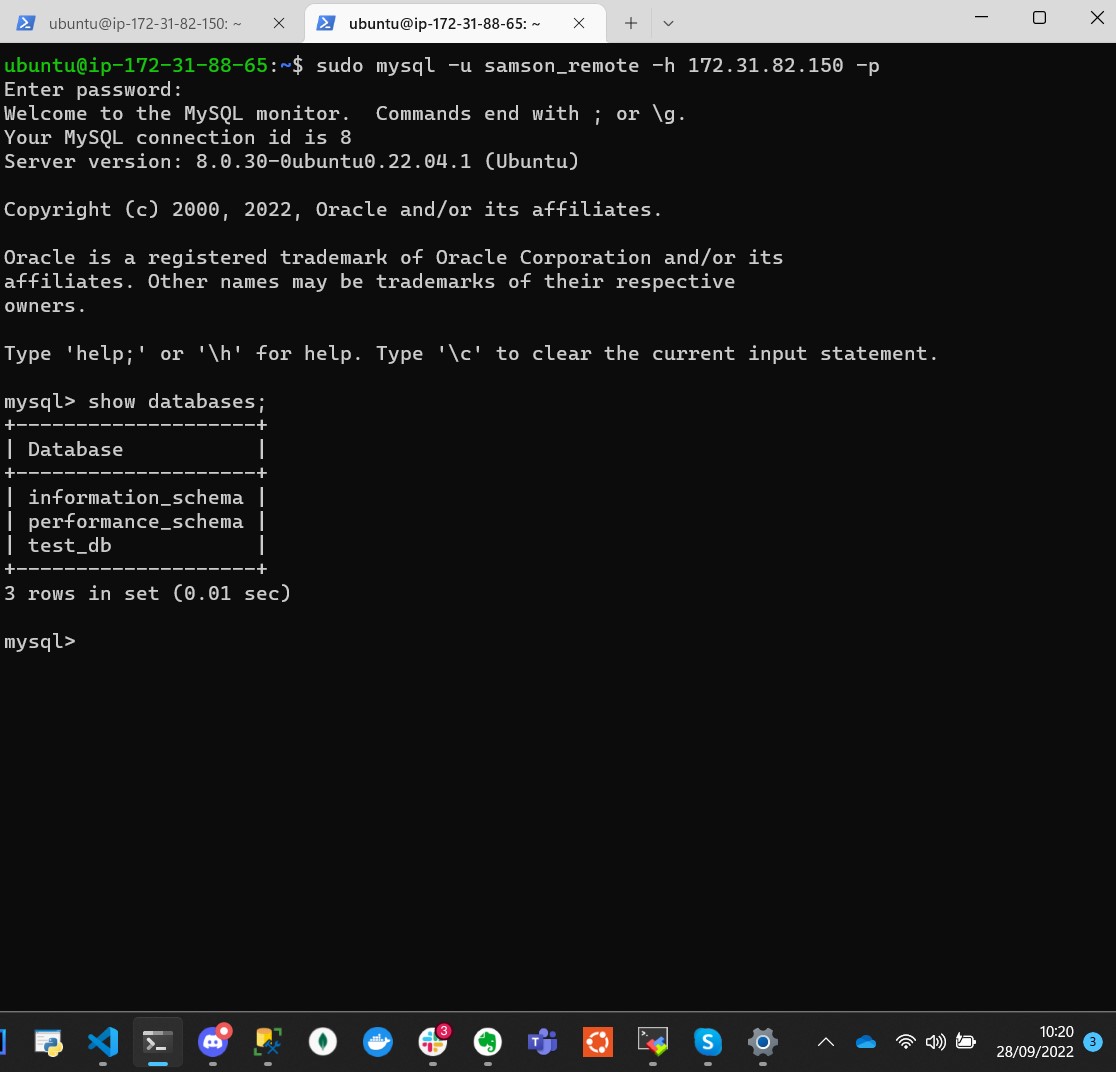 ubuntu@ip-172-31-82-150: ~
ubuntu@ip-172-31-88-65: ~
ubuntu@ip-172-31-88-65:~$ sudo mysql -u samson_remote -h 172.31.82.150 -p
Enter password:
Welcome to the MySQL monitor.  Commands end with ; or \g.
Your MySQL connection id is 8
Server version: 8.0.30-0ubuntu0.22.04.1 (Ubuntu)
Copyright (c) 2000, 2022, Oracle and/or its affiliates.
Oracle is a registered trademark of Oracle Corporation and/or its
affiliates. Other names may be trademarks of their respective
owners.
Type 'help;' or '\h' for help. Type '\c' to clear the current input statement.
mysql> show databases;
+--------------------+
| Database           |
+--------------------+
| information_schema |
| performance_schema |
| test_db            |
+--------------------+
3 rows in set (0.01 sec)
mysql>
3
10:20
28/09/2022
3